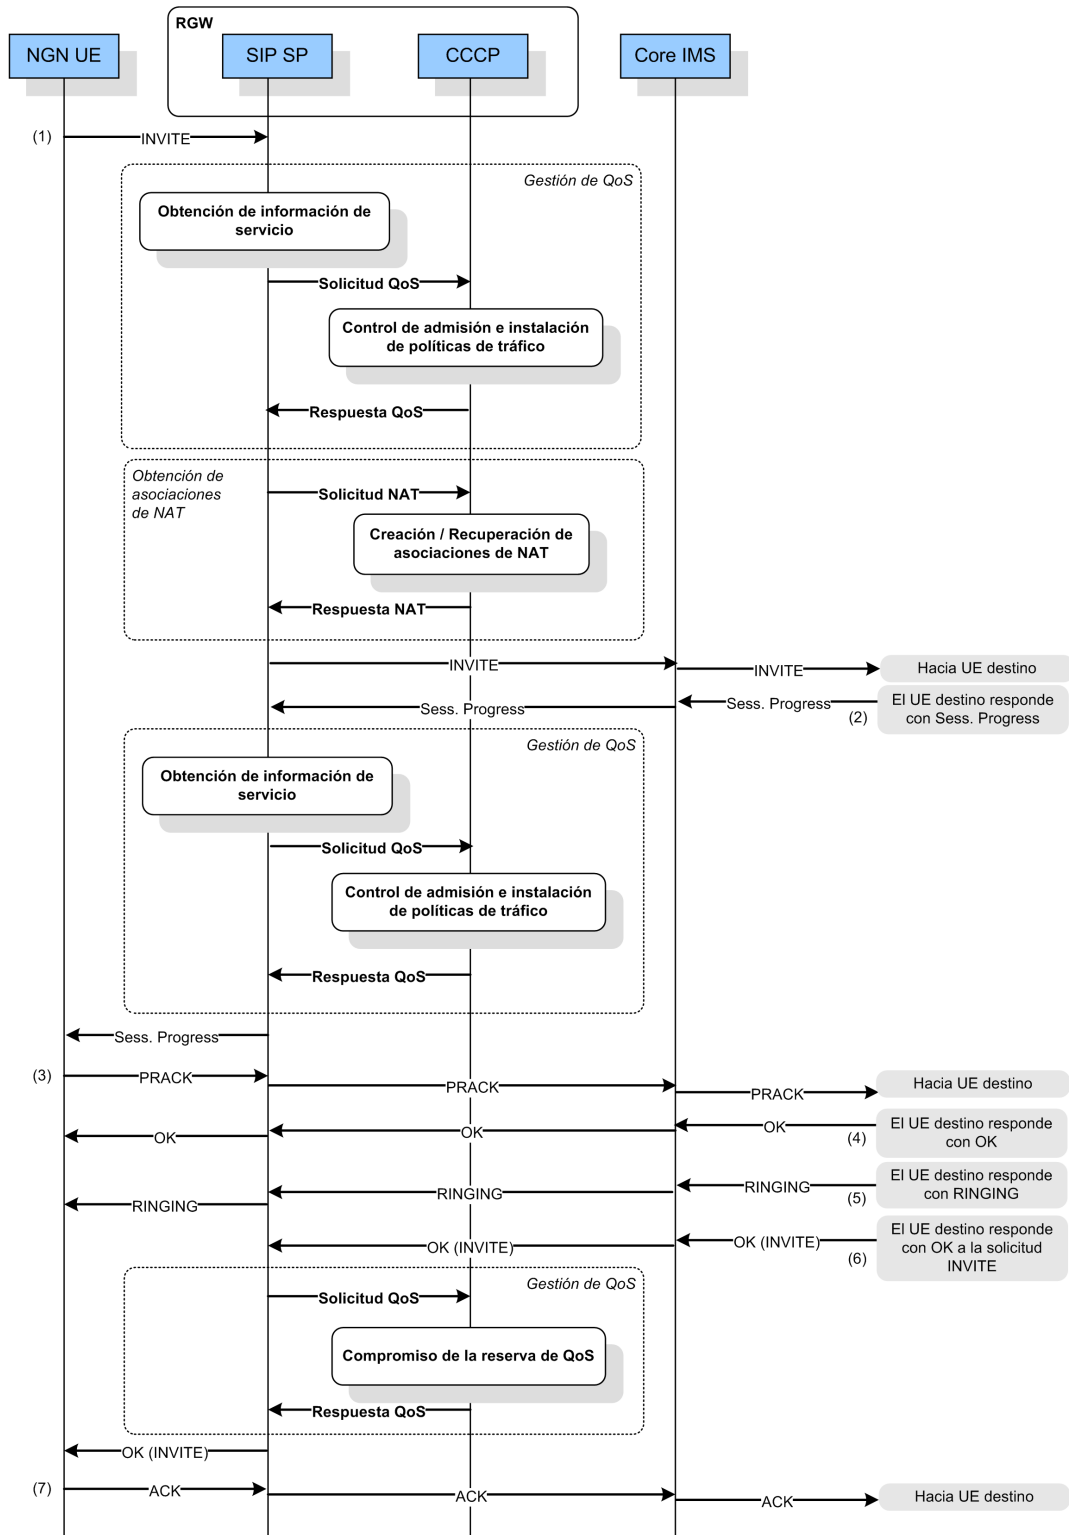 RGW
NGN UE
SIP SP
CCCP
Core IMS
(1)
INVITE
Gestión de QoS
Obtención de información de
servicio
Solicitud QoS
Control de admisión e instalación
de políticas de tráfico
Respuesta QoS
Obtención de
asociaciones
de NAT
Solicitud NAT
Creación / Recuperación de
asociaciones de NAT
Respuesta NAT
INVITE
INVITE
Hacia UE destino
Sess. Progress
Sess. Progress
(2)
El UE destino responde
con Sess. Progress
Gestión de QoS
Obtención de información de
servicio
Solicitud QoS
Control de admisión e instalación
de políticas de tráfico
Respuesta QoS
Sess. Progress
(3)
PRACK
PRACK
PRACK
Hacia UE destino
OK
OK
OK
(4)
El UE destino responde
con OK
RINGING
RINGING
RINGING
(5)
El UE destino responde
con RINGING
OK (INVITE)
OK (INVITE)
(6)
El UE destino responde
con OK a la solicitud
INVITE
Gestión de QoS
Solicitud QoS
Compromiso de la reserva de QoS
Respuesta QoS
OK (INVITE)
(7)
ACK
ACK
ACK
Hacia UE destino